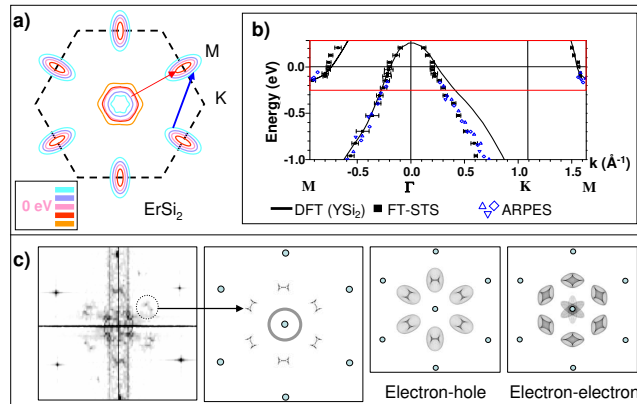 a)
M
K
0 eV
ErSi2
b)
Energy (eV)
0.0
-0.5
-1.0
-0.5 0.0 0.5 1.0 1.5
k (Å-1)
M Γ K M
DFT (YSi2) FT-STS ARPES
c)
Electron-hole Electron-electron